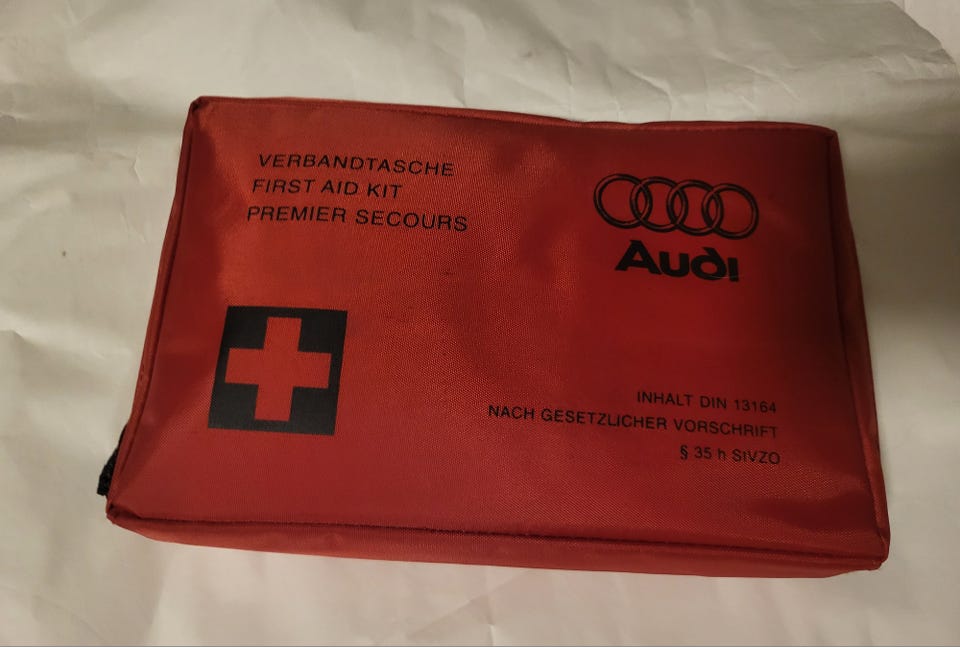 VERBANDTASCHE
FIRST AID KIT
PREMIER SECOURS
Audi
INHALT DIN 13164
NACH GESETZLICHER VORSCHRIFT
§ 35 h StVZO